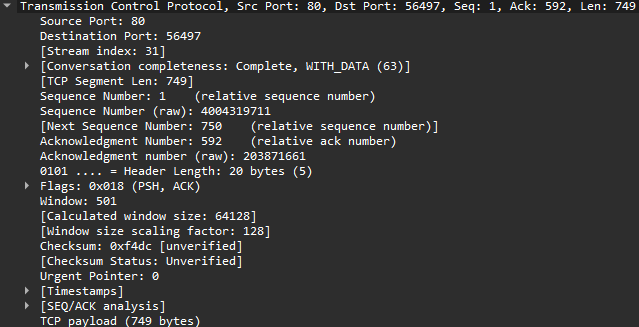 Transmission Control Protocol, Src Port: 80, Dst Port: 56497, Seq: 1, Ack: 592, Len: 749
Source Port: 80
Destination Port: 56497
[Stream index: 31]
[Conversation completeness: Complete, WITH_DATA (63)]
[TCP Segment Len: 749]
Sequence Number: 1    (relative sequence number)
Sequence Number (raw): 4004319711
[Next Sequence Number: 750    (relative sequence number)]
Acknowledgment Number: 592    (relative ack number)
Acknowledgment number (raw): 203871661
0101 .... = Header Length: 20 bytes (5)
Flags: 0x018 (PSH, ACK)
Window: 501
[Calculated window size: 64128]
[Window size scaling factor: 128]
Checksum: 0xf4dc [unverified]
[Checksum Status: Unverified]
Urgent Pointer: 0
[Timestamps]
[SEQ/ACK analysis]
TCP payload (749 bytes)